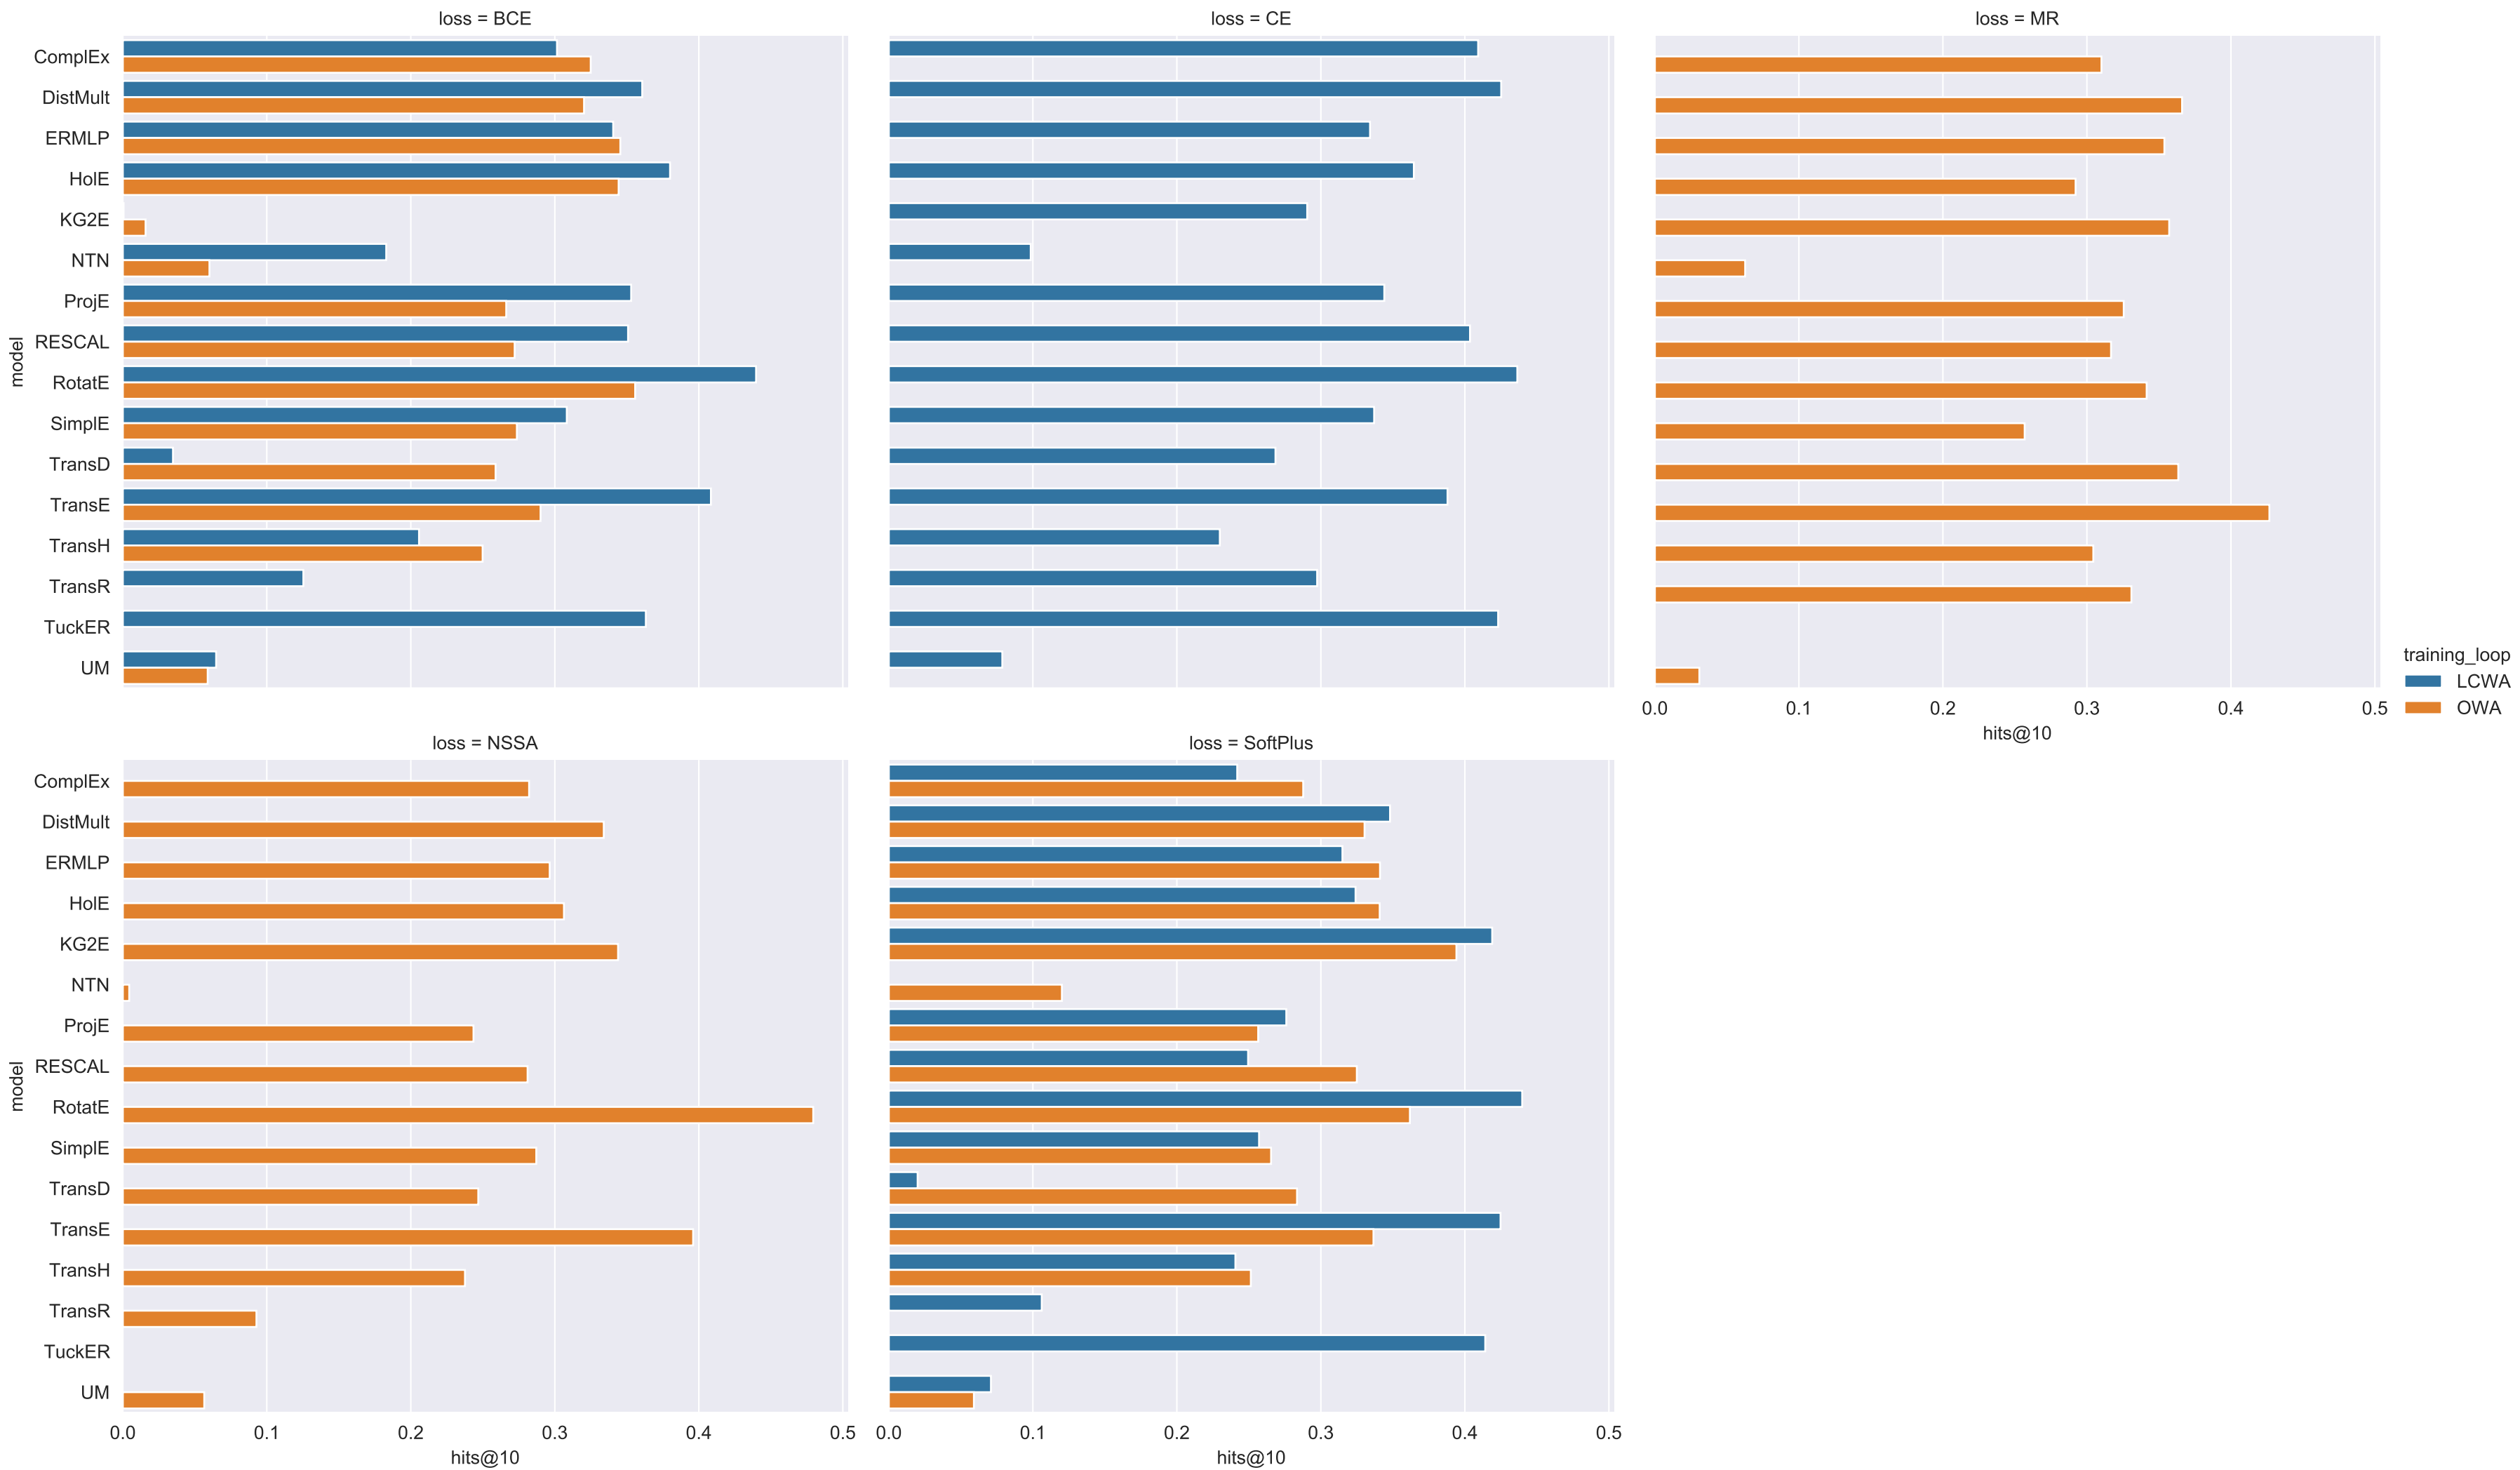 loss = BCE
loss = CE
loss = MR
model
ComplEx
DistMult
ERMLP
HolE
KG2E
NTN
ProjE
RESCAL
RotatE
SimplE
TransD
TransE
TransH
TransR
TuckER
UM
0.0 0.1 0.2 0.3 0.4 0.5
hits@10
training_loop
LCWA
OWA
loss = NSSA
loss = SoftPlus
model
ComplEx
DistMult
ERMLP
HolE
KG2E
NTN
ProjE
RESCAL
RotatE
SimplE
TransD
TransE
TransH
TransR
TuckER
UM
0.0 0.1 0.2 0.3 0.4 0.5
hits@10
0.0 0.1 0.2 0.3 0.4 0.5
hits@10